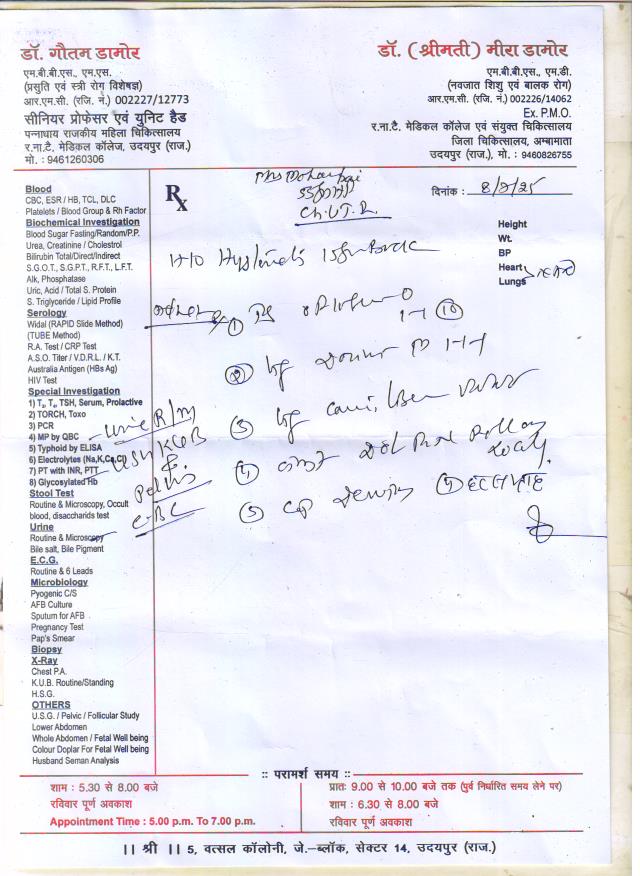 डॉ. गौतम डामोर
एम.बी.बी.एस., एम.एस.
(प्रसुति एवं स्त्री रोग विशेषज्ञ)
आर.एम.सी. (रजि. नं.) 002227/12773
सीनियर प्रोफेसर एवं युनिट हैड
पन्नाधाय राजकीय महिला चिकित्सालय
र.ना.टै. मेडिकल कॉलेज, उदयपुर (राज.)
मो. : 9461260306
डॉ. (श्रीमती) मीरा डामोर
एम.बी.बी.एस., एम.डी.
(नवजात शिशु एवं बालक रोग)
आर.एम.सी. (रजि. नं.) 002226/14062
Ex. P.M.O.
र.ना.टै. मेडिकल कॉलेज एवं संयुक्त चिकित्सालय
जिला चिकित्सालय, अम्बामाता
उदयपुर (राज.), मो. : 9460826755
Blood
CBC, ESR / HB, TCL, DLC
Platelets / Blood Group & Rh Factor
Biochemical Investigation
Blood Sugar Fasting/Random/P.P.
Urea, Creatinine / Cholestrol
Bilirubin Total/Direct/Indirect
S.G.O.T., S.G.P.T., R.F.T., L.F.T.
Alk, Phosphatase
Uric, Acid / Total S. Protein
S. Triglyceride / Lipid Profile
Serology
Widal (RAPID Slide Method)
(TUBE Method)
R.A. Test / CRP Test
A.S.O. Titer / V.D.R.L. / K.T.
Australia Antigen (HBs Ag)
HIV Test
Special Investigation
1) T₃, T₄, TSH, Serum, Prolactive
2) TORCH, Toxo
3) PCR
4) MP by QBC
5) Typhoid by ELISA
6) Electrolytes (Na,K,Ca,Cl)
7) PT with INR, PTT
8) Glycosylated Hb
Stool Test
Routine & Microscopy, Occult
blood, disaccharids test
Urine
Routine & Microscopy
Bile salt, Bile Pigment
E.C.G.
Routine & 6 Leads
Microbiology
Pyogenic C/S
AFB Culture
Sputum for AFB
Pregnancy Test
Pap's Smear
Biopsy
X-Ray
Chest P.A.
K.U.B. Routine/Standing
H.S.G.
OTHERS
U.S.G. / Pelvic / Follicular Study
Lower Abdomen
Whole Abdomen / Fetal Well being
Colour Doplar For Fetal Well being
Husband Seman Analysis
Urine R/M
USG KUB
&
Pelvis
CBC
Rx
दिनांक : 8/7/25
Height
Wt.
BP
Heart
Lungs
H/O
①
⑩
②
③
④
⑤
:: परामर्श समय ::
शाम : 5.30 से 8.00 बजे
रविवार पूर्ण अवकाश
Appointment Time : 5.00 p.m. To 7.00 p.m.
प्रातः 9.00 से 10.00 बजे तक (पुर्व निर्धारित समय लेने पर)
शाम : 6.30 से 8.00 बजे
रविवार पूर्ण अवकाश
।। श्री ।। 5, वत्सल कॉलोनी, जे.–ब्लॉक, सेक्टर 14, उदयपुर (राज.)